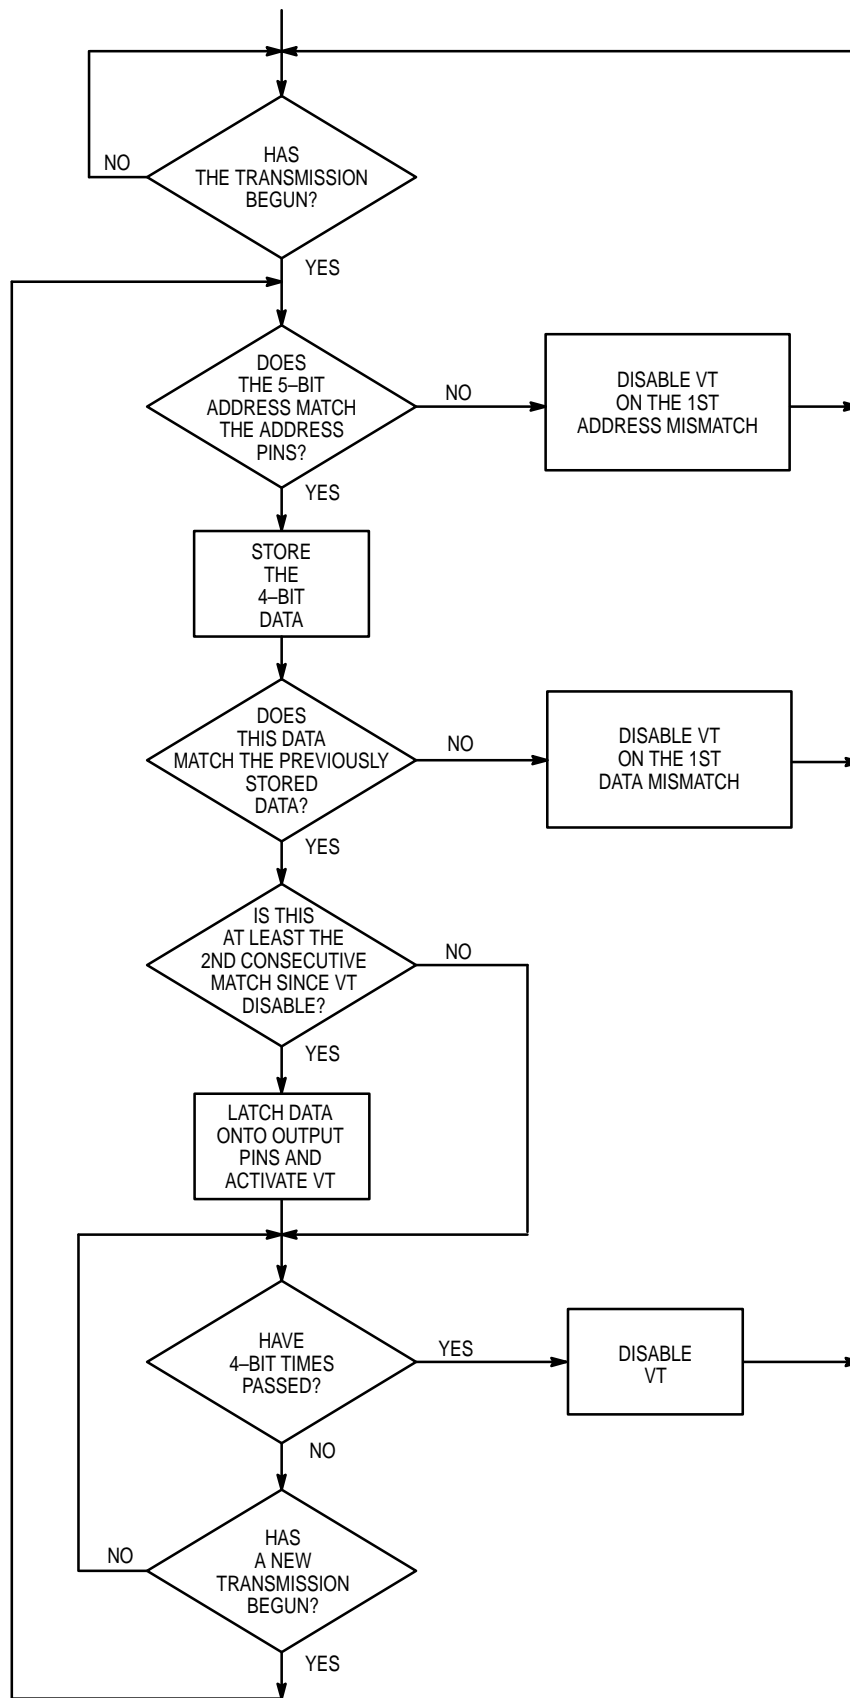 HAS
THE TRANSMISSION
BEGUN?
NO
YES
DOES
THE 5–BIT
ADDRESS MATCH
THE ADDRESS
PINS?
NO
DISABLE VT
ON THE 1ST
ADDRESS MISMATCH
YES
STORE
THE
4–BIT
DATA
DOES
THIS DATA
MATCH THE PREVIOUSLY
STORED
DATA?
NO
DISABLE VT
ON THE 1ST
DATA MISMATCH
YES
IS THIS
AT LEAST THE
2ND CONSECUTIVE
MATCH SINCE VT
DISABLE?
NO
YES
LATCH DATA
ONTO OUTPUT
PINS AND
ACTIVATE VT
HAVE
4–BIT TIMES
PASSED?
YES
DISABLE
VT
NO
HAS
A NEW
TRANSMISSION
BEGUN?
NO
YES